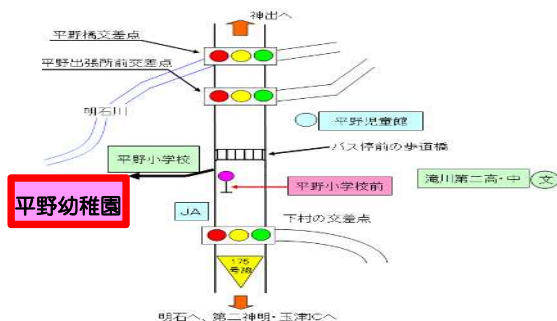 神出へ
平野橋交差点
平野出張所前交差点
明石川
平野児童館
バス停前の歩道橋
平野小学校
平野幼稚園
平野小学校前
滝川第二高・中
文
JA
下村の交差点
175
号線
明石へ、第二神明・玉津ICへ